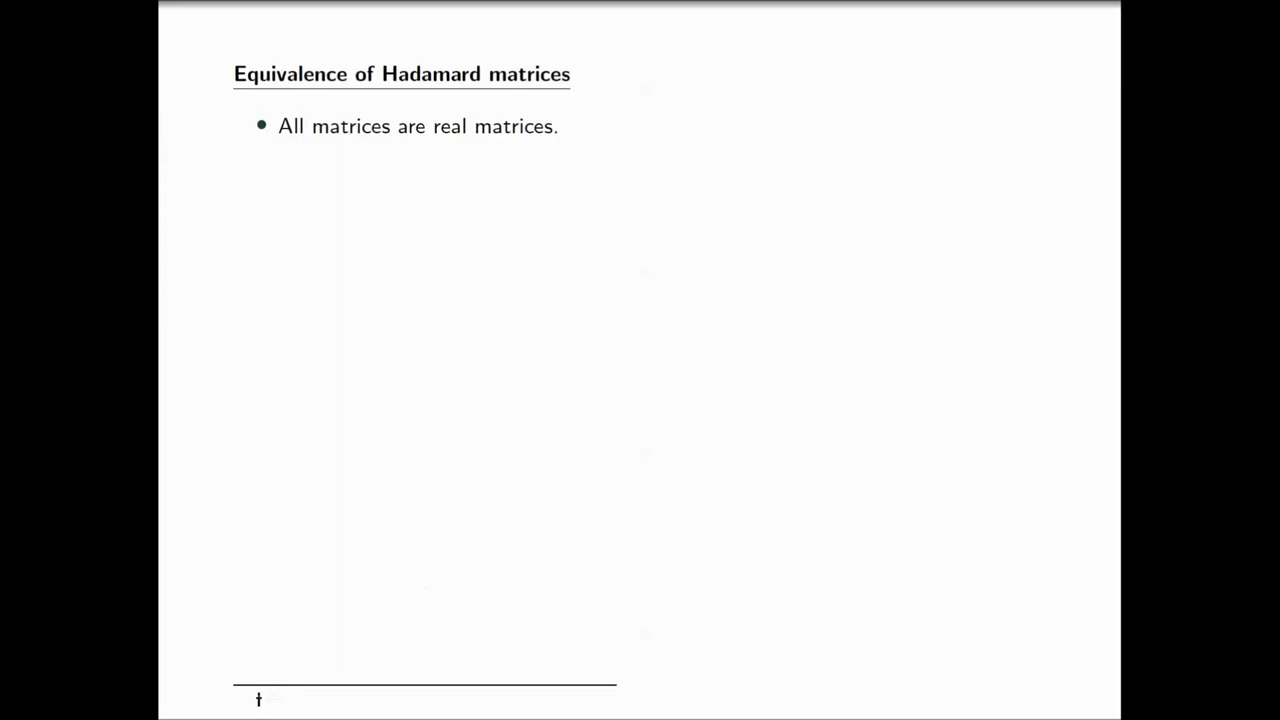 Equivalence of Hadamard matrices
• All matrices are real matrices.
†